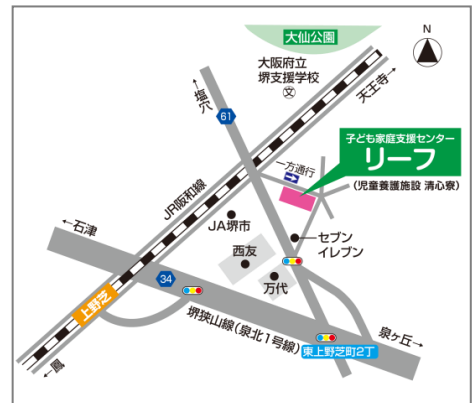 大仙公園
N
大阪府立
堺支援学校
文
天王寺→
←塩穴
61
子ども家庭支援センター
リーフ
(児童養護施設 清心寮)
一方通行
JR阪和線
JA堺市
←石津
セブン
イレブン
西友
34
万代
上野芝
堺狭山線(泉北1号線)
泉ヶ丘→
東上野芝町2丁
←鳳